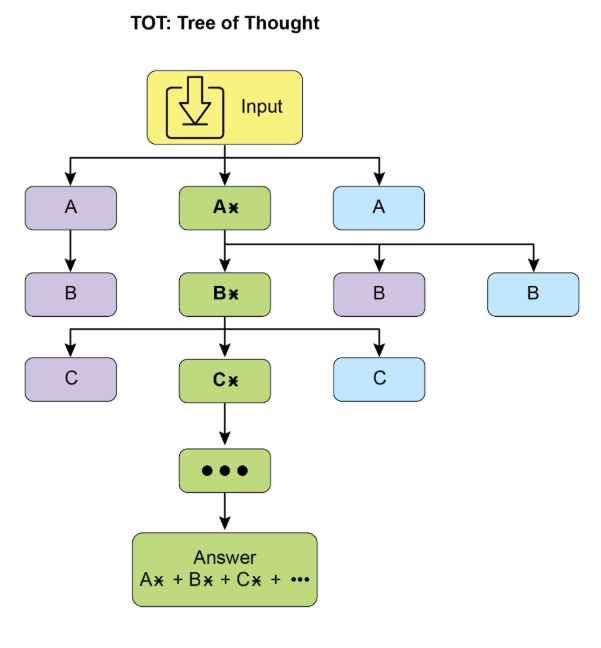 TOT: Tree of Thought
Input
A
A*
A
B
B*
B
B
C
C*
C
•••
Answer
A* + B* + C* + •••